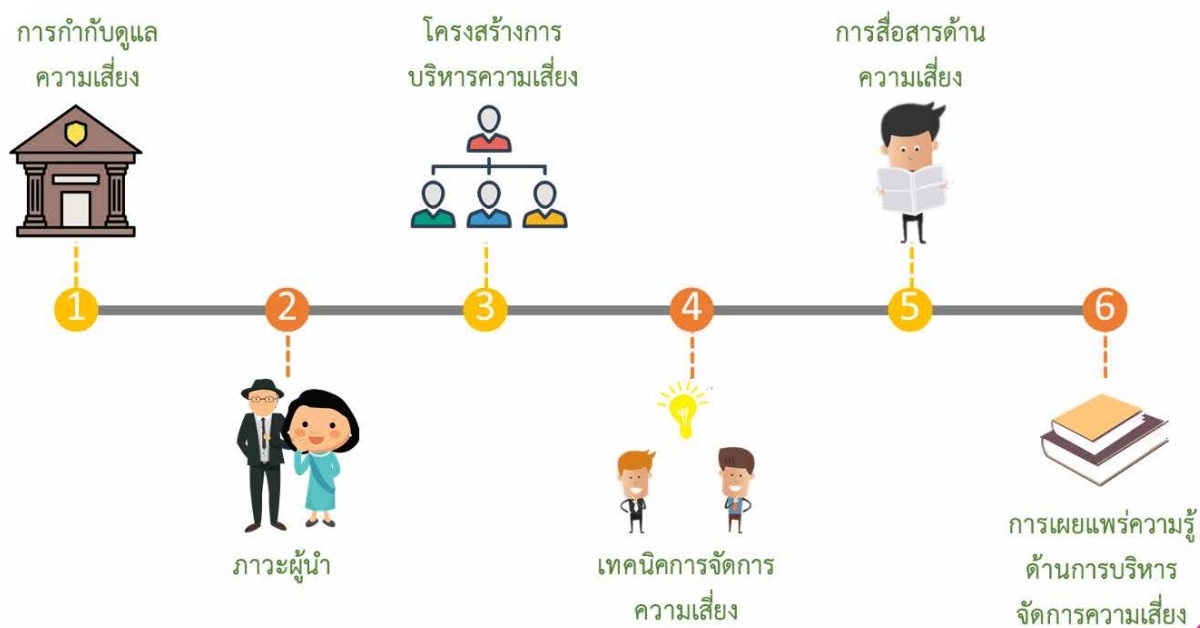 การกำกับดูแล
ความเสี่ยง
1
ภาวะผู้นำ
2
โครงสร้างการ
บริหารความเสี่ยง
3
เทคนิคการจัดการ
ความเสี่ยง
4
การสื่อสารด้าน
ความเสี่ยง
5
การเผยแพร่ความรู้
ด้านการบริหาร
จัดการความเสี่ยง
6